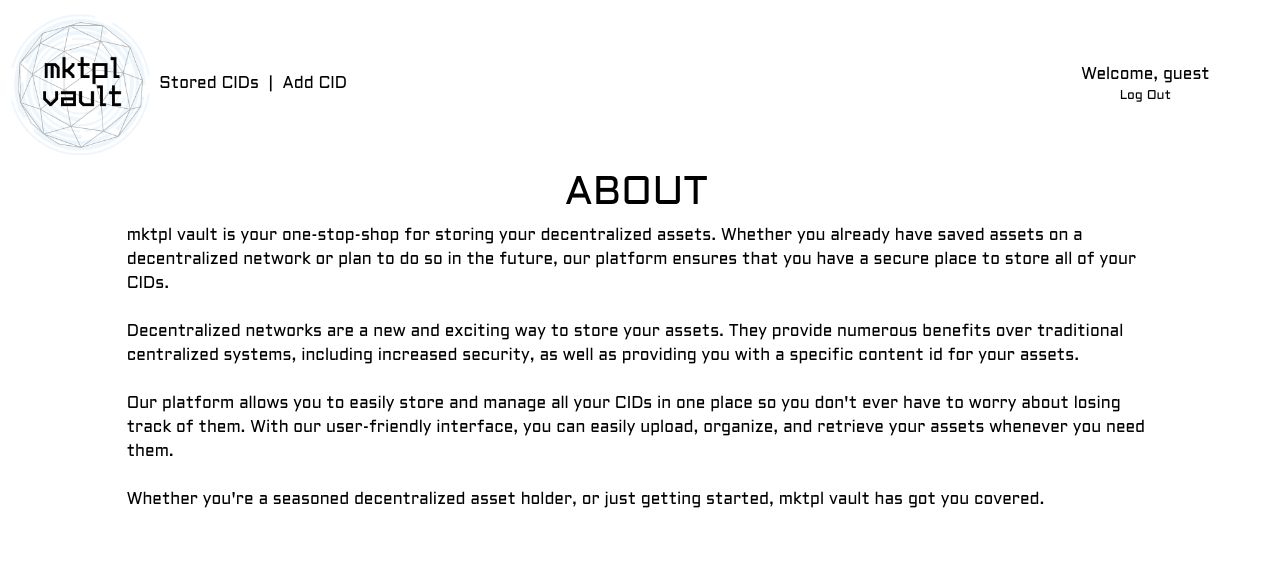 mktpl
vault
Stored CIDs | Add CID
Welcome, guest
Log Out
ABOUT
mktpl vault is your one-stop-shop for storing your decentralized assets. Whether you already have saved assets on a
decentralized network or plan to do so in the future, our platform ensures that you have a secure place to store all of your
CIDs.
Decentralized networks are a new and exciting way to store your assets. They provide numerous benefits over traditional
centralized systems, including increased security, as well as providing you with a specific content id for your assets.
Our platform allows you to easily store and manage all your CIDs in one place so you don't ever have to worry about losing
track of them. With our user-friendly interface, you can easily upload, organize, and retrieve your assets whenever you need
them.
Whether you're a seasoned decentralized asset holder, or just getting started, mktpl vault has got you covered.